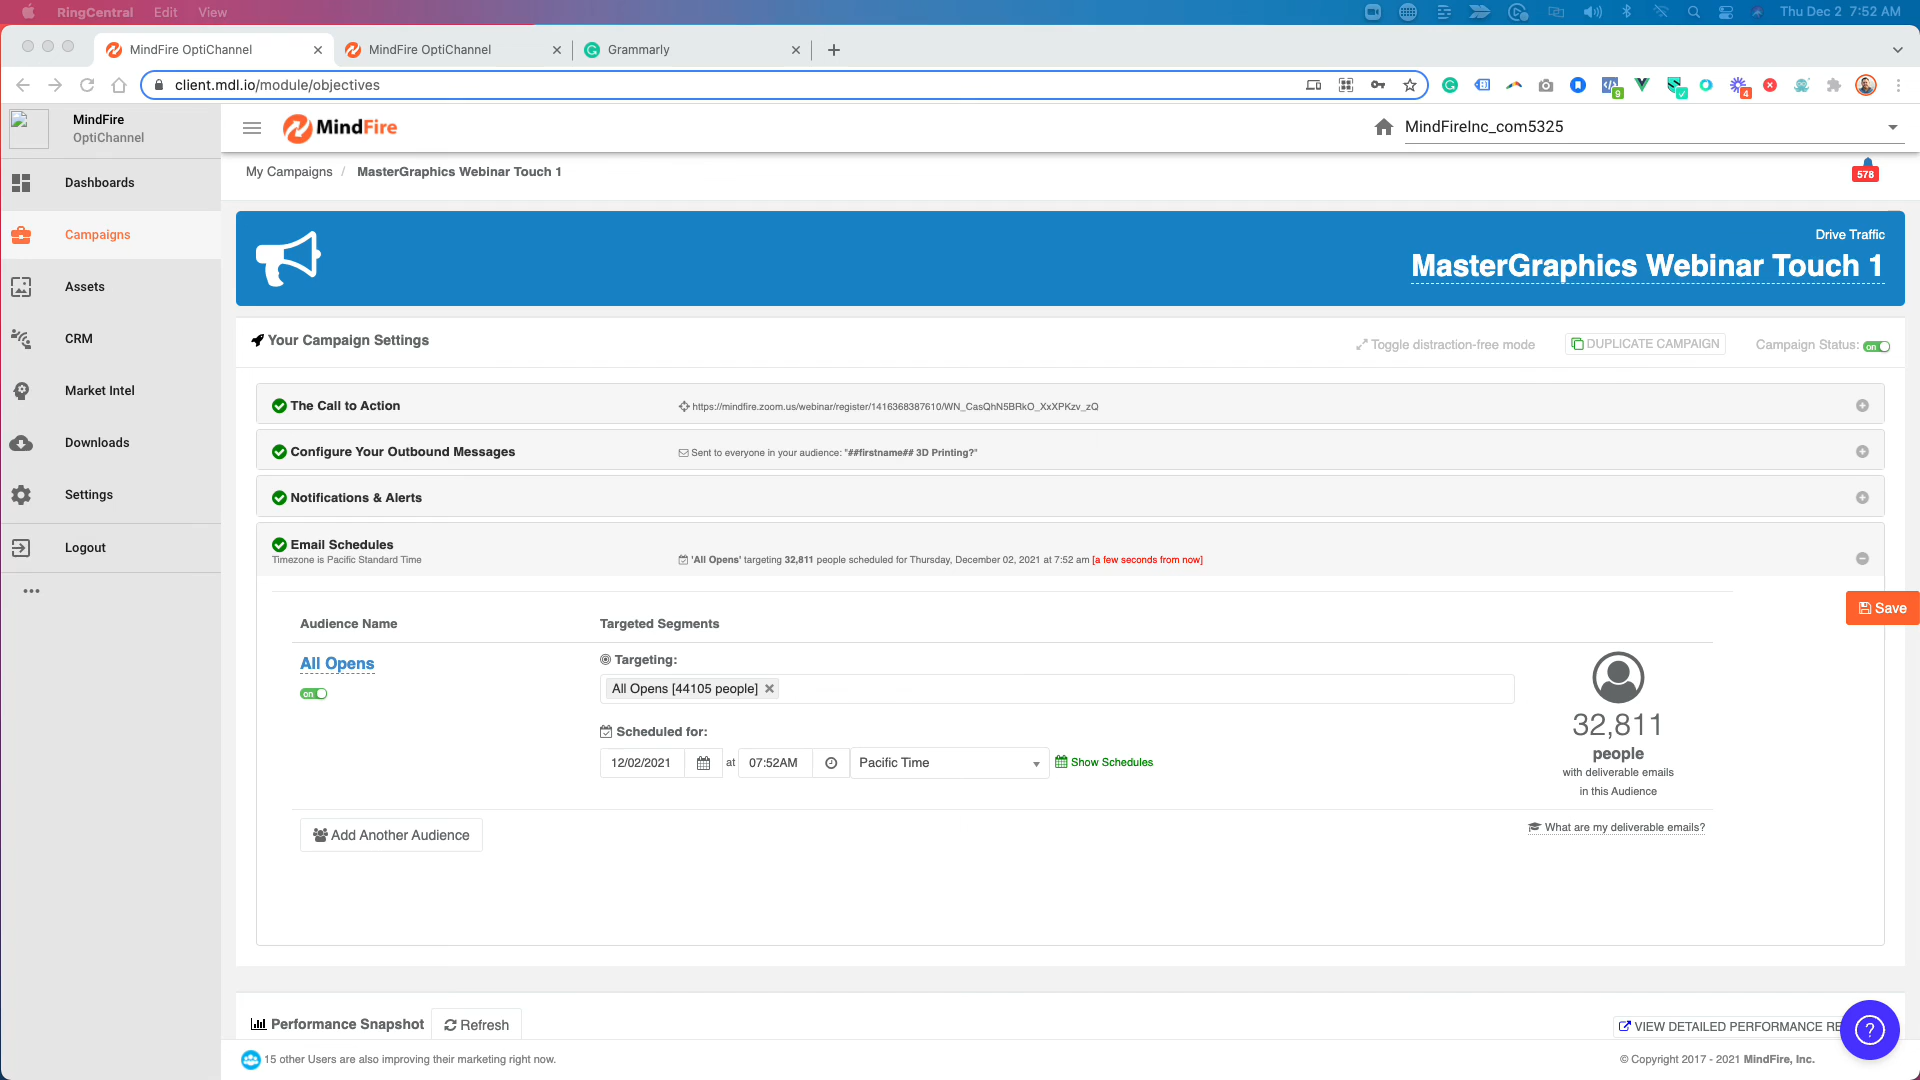 RingCentral Edit View
Thu Dec 2 7:52 AM
MindFire OptiChannel
MindFire OptiChannel
Grammarly
client.mdl.io/module/objectives
9
4
MindFire
OptiChannel
MindFire
MindFireInc_com5325
Dashboards
Campaigns
Assets
CRM
Market Intel
Downloads
Settings
Logout
My Campaigns / MasterGraphics Webinar Touch 1
578
Drive Traffic
MasterGraphics Webinar Touch 1
Your Campaign Settings
Toggle distraction-free mode
DUPLICATE CAMPAIGN
Campaign Status: on
The Call to Action
https://mindfire.zoom.us/webinar/register/1416368387610/WN_CasQhN5BRkO_XxXPKzv_zQ
Configure Your Outbound Messages
Sent to everyone in your audience: "##firstname## 3D Printing?"
Notifications & Alerts
Email Schedules
Timezone is Pacific Standard Time
'All Opens' targeting 32,811 people scheduled for Thursday, December 02, 2021 at 7:52 am [a few seconds from now]
Save
Audience Name
Targeted Segments
All Opens
on
Targeting:
All Opens [44105 people]
Scheduled for:
12/02/2021 at 07:52AM Pacific Time Show Schedules
32,811
people
with deliverable emails
in this Audience
What are my deliverable emails?
Add Another Audience
Performance Snapshot
Refresh
VIEW DETAILED PERFORMANCE RE
?
15 other Users are also improving their marketing right now.
© Copyright 2017 - 2021 MindFire, Inc.